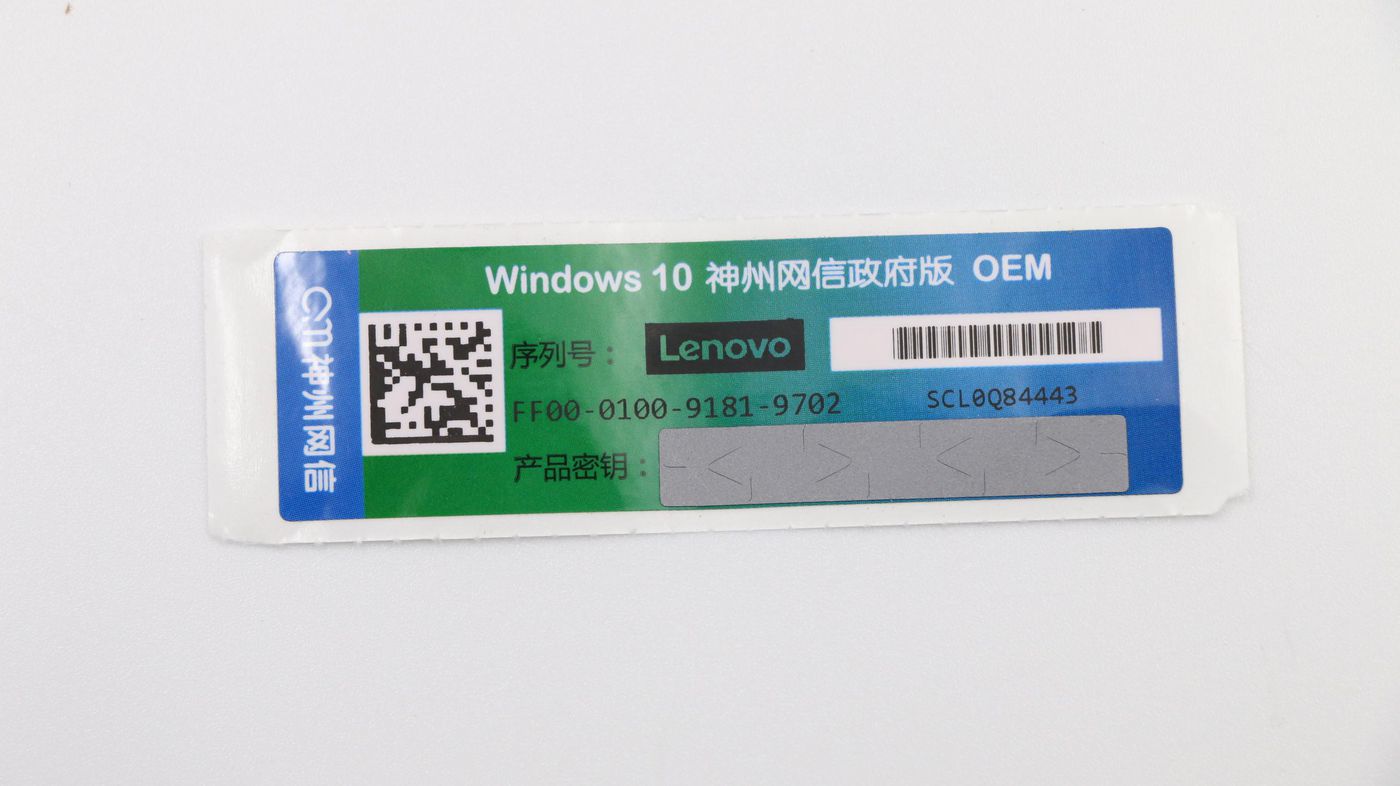 Windows 10 神州网信政府版 OEM
神州网信
序列号：
Lenovo
FF00-0100-9181-9702
SCL0Q84443
产品密钥：